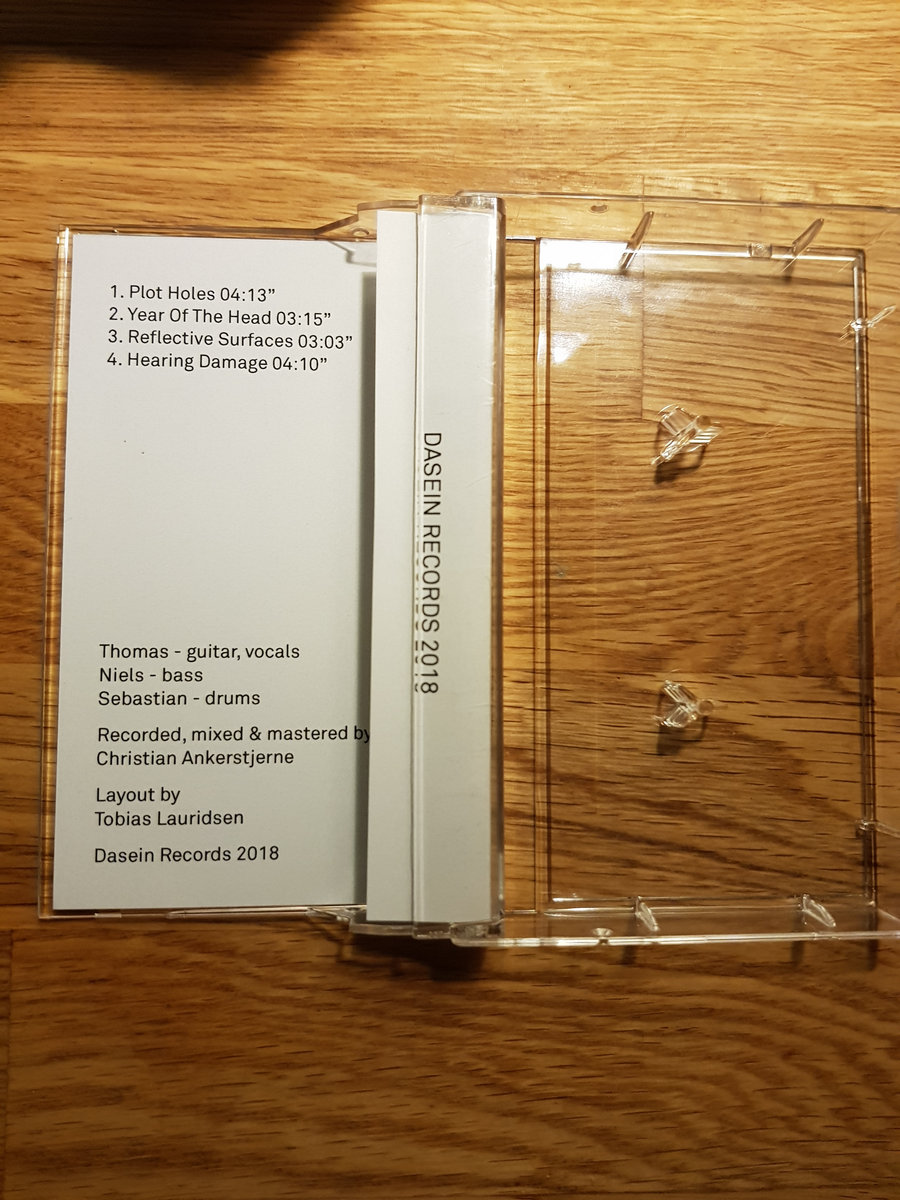 1. Plot Holes 04:13”
2. Year Of The Head 03:15”
3. Reflective Surfaces 03:03”
4. Hearing Damage 04:10”
Thomas - guitar, vocals
Niels - bass
Sebastian - drums
Recorded, mixed & mastered by
Christian Ankerstjerne
Layout by
Tobias Lauridsen
Dasein Records 2018
DASEIN RECORDS 2018